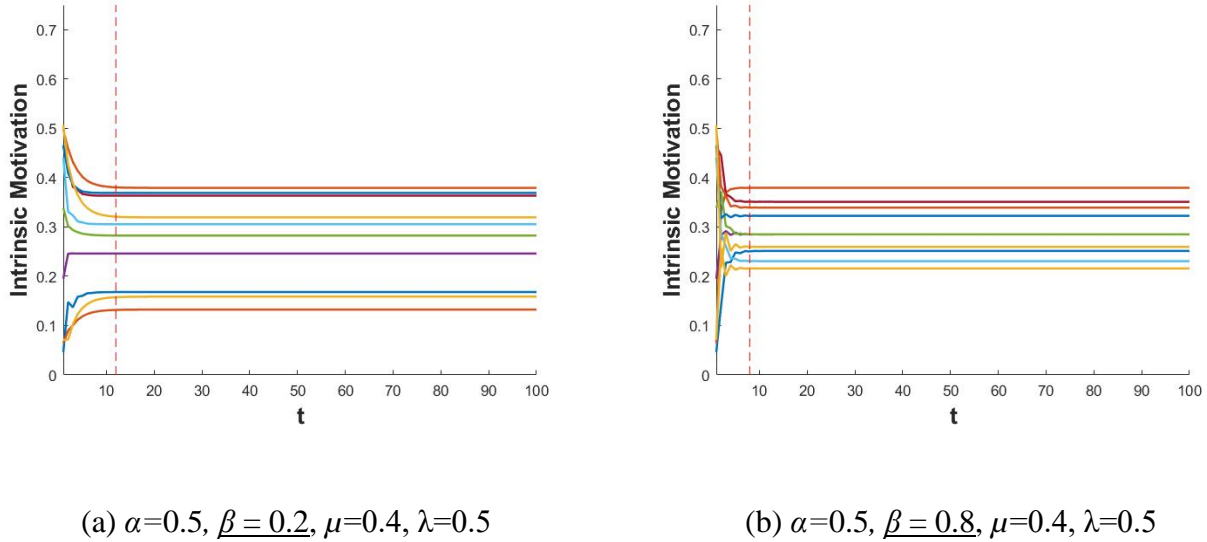 0.7
0.6
0.5
0.4
0.3
0.2
0.1
0
Intrinsic Motivation
10 20 30 40 50 60 70 80 90 100
t
(a) α=0.5, β = 0.2, μ=0.4, λ=0.5
0.7
0.6
0.5
0.4
0.3
0.2
0.1
0
Intrinsic Motivation
10 20 30 40 50 60 70 80 90 100
t
(b) α=0.5, β = 0.8, μ=0.4, λ=0.5